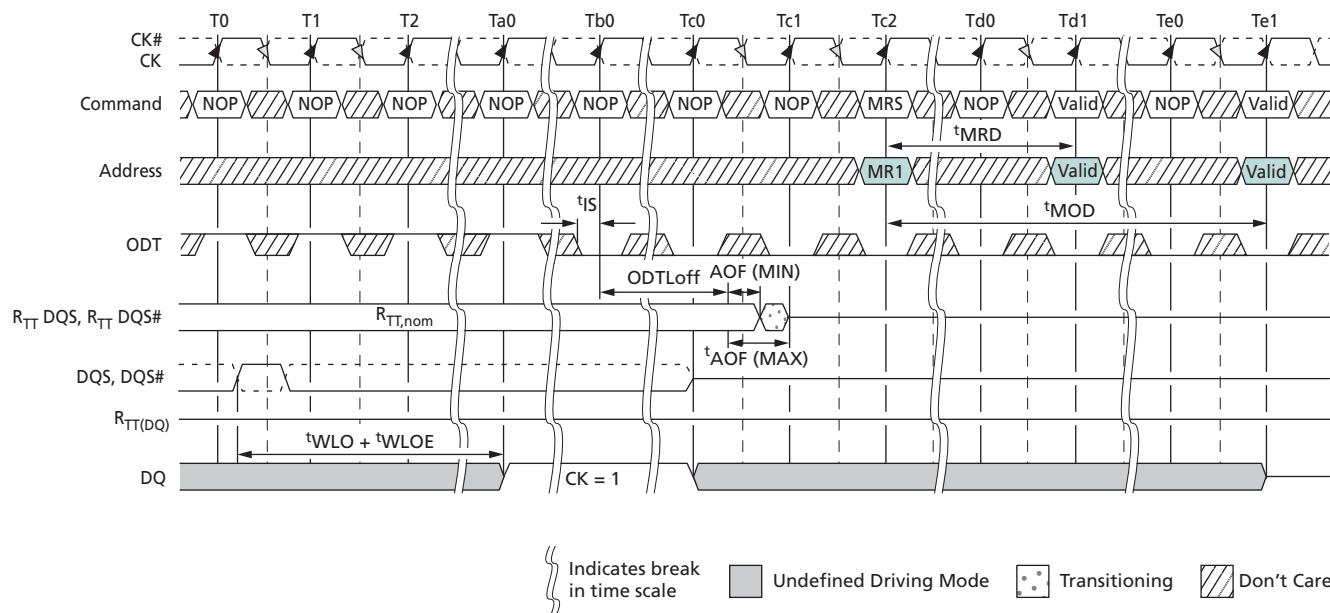 T0 T1 T2 Ta0 Tb0 Tc0 Tc1 Tc2 Td0 Td1 Te0 Te1
CK#
CK
Command NOP NOP NOP NOP NOP NOP NOP MRS NOP Valid NOP Valid
tMRD
Address MR1 Valid Valid
tIS
tMOD
ODT
ODTLoff AOF (MIN)
RTT DQS, RTT DQS# RTT,nom
tAOF (MAX)
DQS, DQS#
RTT(DQ)
tWLO + tWLOE
DQ CK = 1
Indicates break
in time scale
Undefined Driving Mode
Transitioning
Don't Care